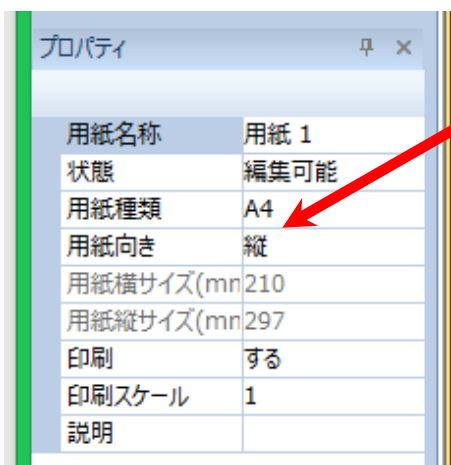 プロパティ
用紙名称 用紙 1
状態 編集可能
用紙種類 A4
用紙向き 縦
用紙横サイズ(mm 210
用紙縦サイズ(mm 297
印刷 する
印刷スケール 1
説明